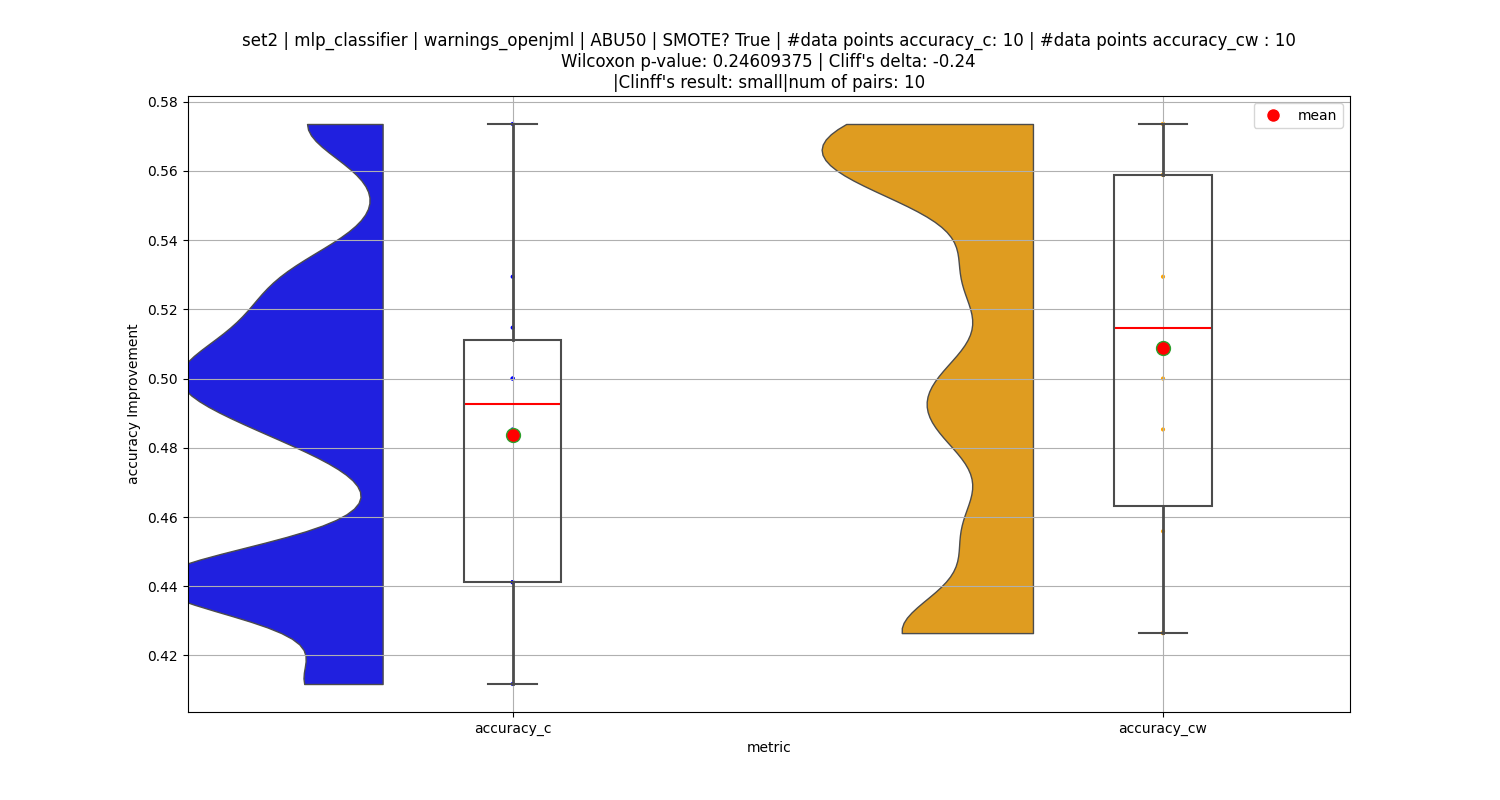 set2 | mlp_classifier | warnings_openjml | ABU50 | SMOTE? True | #data points accuracy_c: 10 | #data points accuracy_cw : 10
Wilcoxon p-value: 0.24609375 | Cliff's delta: -0.24
|Clinff's result: small|num of pairs: 10
mean
0.58
0.56
0.54
0.52
0.50
0.48
0.46
0.44
0.42
accuracy Improvement
accuracy_c
accuracy_cw
metric